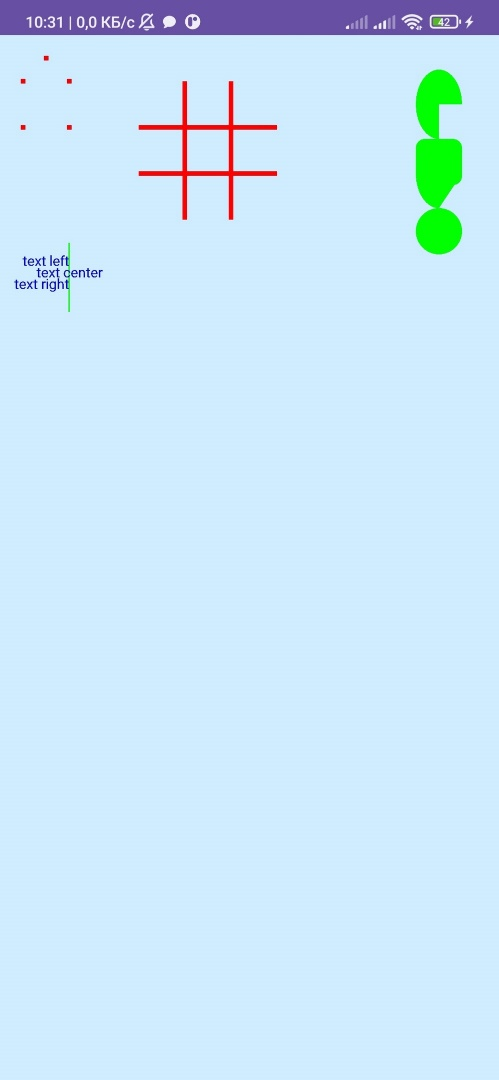 10:31 | 0,0 КБ/с
42
text left
text center
text right